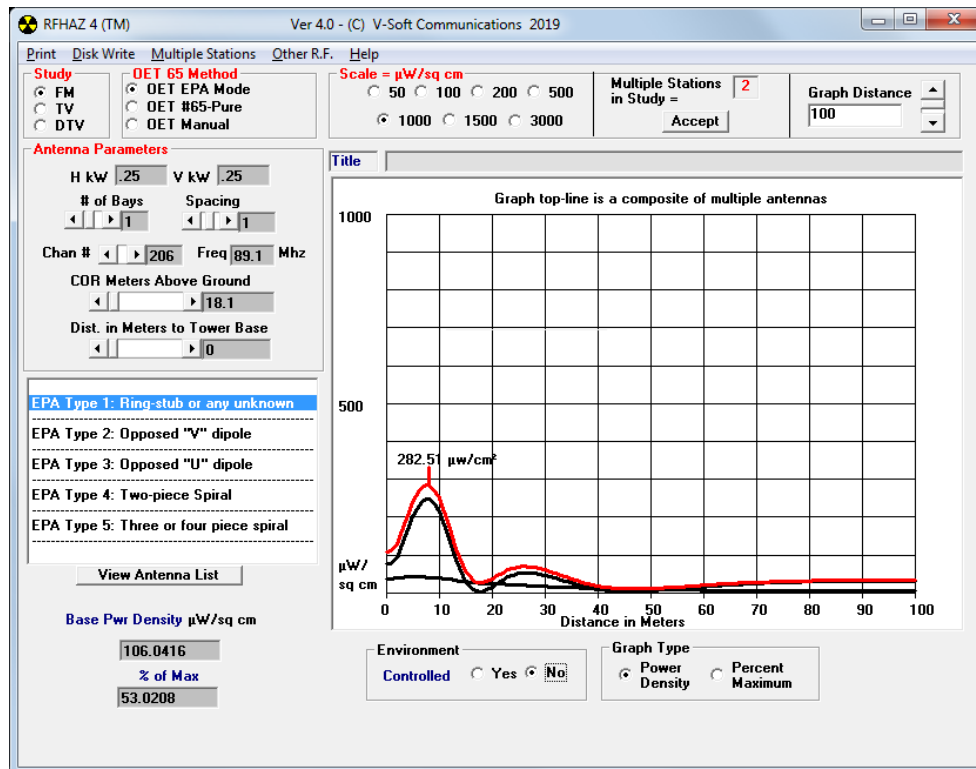 RFHAZ 4 (TM) Ver 4.0 - (C) V-Soft Communications 2019
Print Disk Write Multiple Stations Other R.F. Help
Study
FM
TV
DTV
OET 65 Method
OET EPA Mode
OET #65-Pure
OET Manual
Scale = µW/sq cm
50 100 200 500
1000 1500 3000
Multiple Stations
in Study =
2
Accept
Graph Distance
100
Antenna Parameters
H kW .25 V kW .25
# of Bays Spacing
1 1
Chan # 206 Freq 89.1 Mhz
COR Meters Above Ground
18.1
Dist. in Meters to Tower Base
0
EPA Type 1: Ring-stub or any unknown
EPA Type 2: Opposed "V" dipole
EPA Type 3: Opposed "U" dipole
EPA Type 4: Two-piece Spiral
EPA Type 5: Three or four piece spiral
View Antenna List
Base Pwr Density µW/sq cm
106.0416
% of Max
53.0208
Title
Graph top-line is a composite of multiple antennas
1000
500
282.51 µw/cm²
µW/
sq cm
0 10 20 30 40 50 60 70 80 90 100
Distance in Meters
Environment
Controlled Yes No
Graph Type
Power
Density
Percent
Maximum